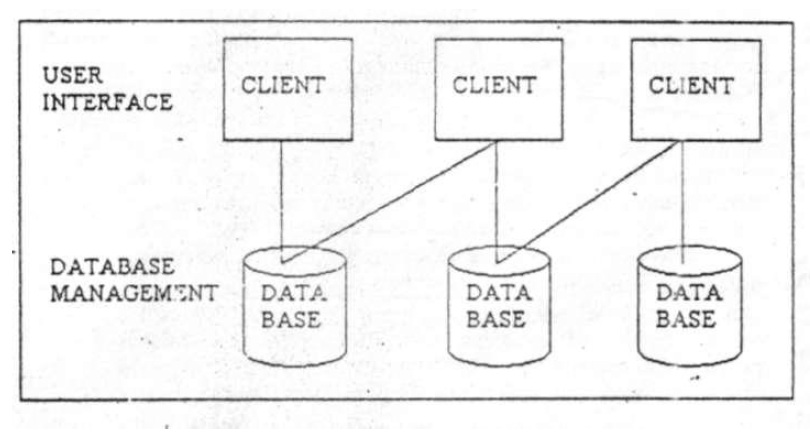 USER
INTERFACE
CLIENT
CLIENT
CLIENT
DATABASE
MANAGEMENT
DATA
BASE
DATA
BASE
DATA
BASE